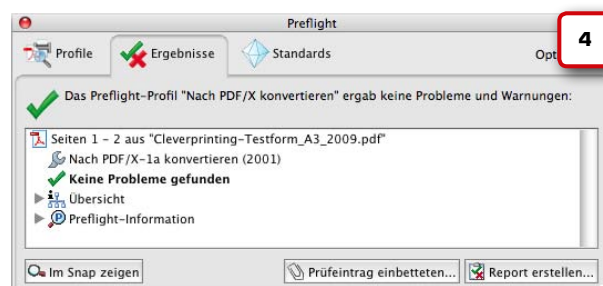 Preflight
4
Profile Ergebnisse Standards Opt
Das Preflight-Profil "Nach PDF/X konvertieren" ergab keine Probleme und Warnungen:
Seiten 1 – 2 aus "Cleverprinting-Testform_A3_2009.pdf"
Nach PDF/X-1a konvertieren (2001)
Keine Probleme gefunden
Übersicht
Preflight-Information
Im Snap zeigen Prüfeintrag einbetteten... Report erstellen...